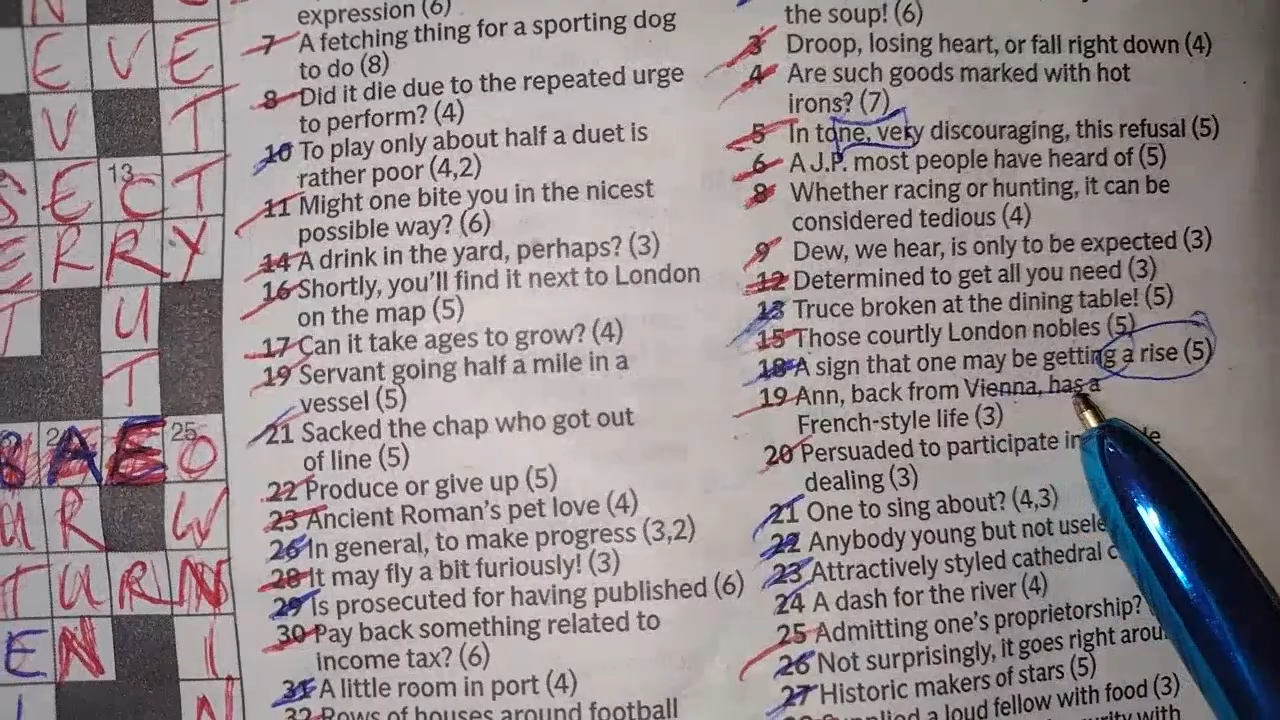 expression (6)
7 A fetching thing for a sporting dog
to do (8)
8 Did it die due to the repeated urge
to perform? (4)
10 To play only about half a duet is
rather poor (4,2)
11 Might one bite you in the nicest
possible way? (6)
14 A drink in the yard, perhaps? (3)
16 Shortly, you'll find it next to London
on the map (5)
17 Can it take ages to grow? (4)
19 Servant going half a mile in a
vessel (5)
21 Sacked the chap who got out
of line (5)
22 Produce or give up (5)
23 Ancient Roman's pet love (4)
26 In general, to make progress (3,2)
28 It may fly a bit furiously! (3)
29 Is prosecuted for having published (6)
30 Pay back something related to
income tax? (6)
31 A little room in port (4)
32 Rows of houses around football
the soup! (6)
3 Droop, losing heart, or fall right down (4)
4 Are such goods marked with hot
irons? (7)
5 In tone, very discouraging, this refusal (5)
6 A J.P. most people have heard of (5)
8 Whether racing or hunting, it can be
considered tedious (4)
9 Dew, we hear, is only to be expected (3)
12 Determined to get all you need (3)
13 Truce broken at the dining table! (5)
15 Those courtly London nobles (5)
18 A sign that one may be getting a rise (5)
19 Ann, back from Vienna, has a
French-style life (3)
20 Persuaded to participate in
dealing (3)
21 One to sing about? (4,3)
22 Anybody young but not
23 Attractively styled cathedral
24 A dash for the river (4)
25 Admitting one's proprietorship?
26 Not surprisingly, it goes right
27 Historic makers of stars (5)
a loud fellow with food (3)
with
E V E
V T
S E 13 C T
E R R Y
T U
T
A E 25 O
U R W
T U R N
E N I
N